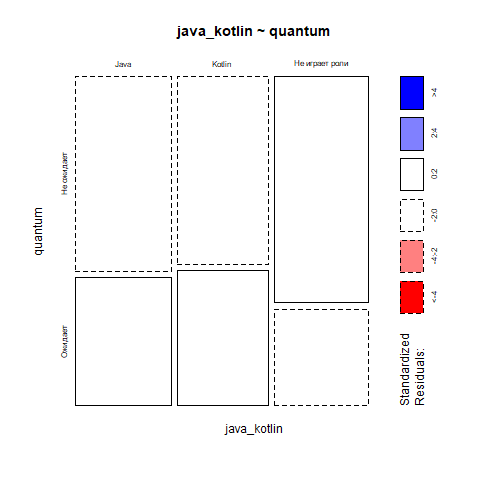 java_kotlin ~ quantum
Java
Kotlin
Не играет роли
Не ожидает
Ожидает
quantum
java_kotlin
>4
2:4
0:2
-2:0
-4:-2
<-4
Standardized
Residuals: